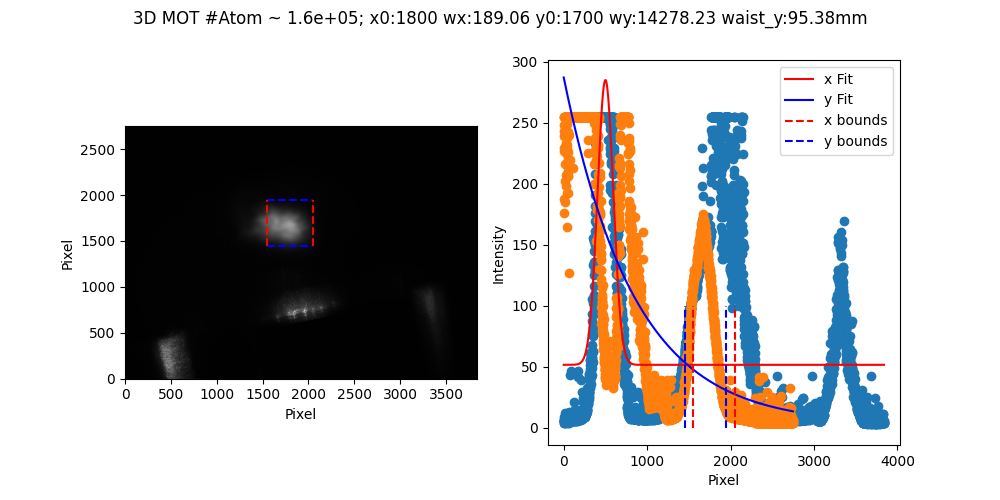 3D MOT #Atom ~ 1.6e+05; x0:1800 wx:189.06 y0:1700 wy:14278.23 waist_y:95.38mm
2500
2000
1500
1000
500
0
Pixel
0 500 1000 1500 2000 2500 3000 3500
Pixel
300
250
200
150
100
50
0
Intensity
x Fit
y Fit
x bounds
y bounds
0 1000 2000 3000 4000
Pixel